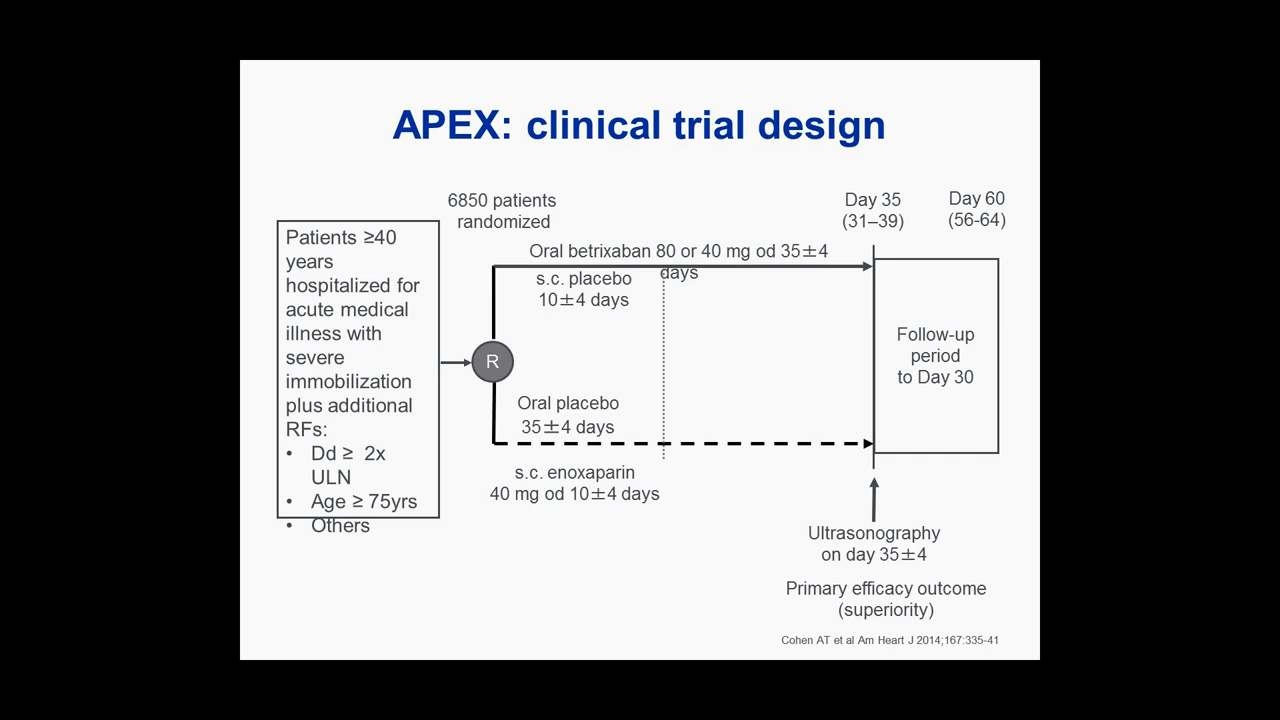 APEX: clinical trial design
6850 patients
randomized
Day 35
(31–39)
Day 60
(56-64)
Patients ≥40
years
hospitalized for
acute medical
illness with
severe
immobilization
plus additional
RFs:
• Dd ≥ 2x
ULN
• Age ≥ 75yrs
• Others
Oral betrixaban 80 or 40 mg od 35±4
days
s.c. placebo
10±4 days
R
Oral placebo
35±4 days
s.c. enoxaparin
40 mg od 10±4 days
Follow-up
period
to Day 30
Ultrasonography
on day 35±4
Primary efficacy outcome
(superiority)
Cohen AT et al Am Heart J 2014;167:335-41